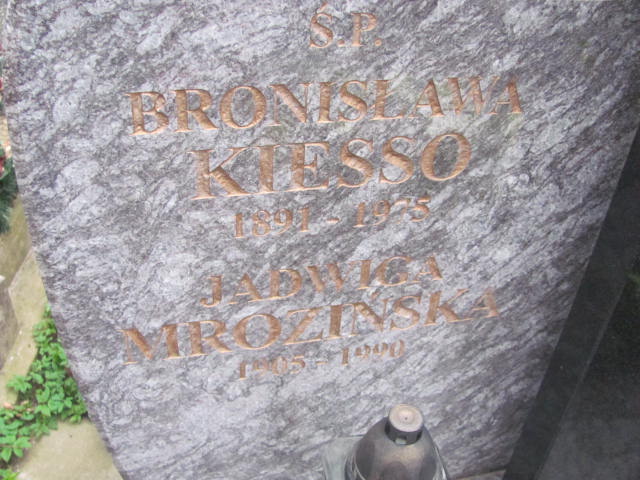 Ś.P.
BRONISŁAWA
KIESSO
1891 - 1975
JADWIGA
MROZIŃSKA
1905 - 1990